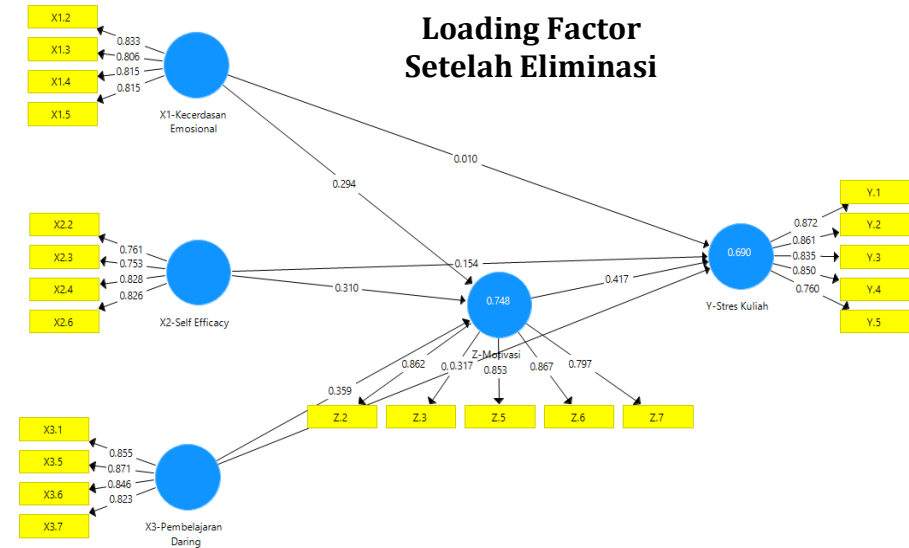 Loading Factor
Setelah Eliminasi
X1.2
X1.3
X1.4
X1.5
0.833
0.806
0.815
0.815
X1-Kecerdasan
Emosional
0.010
0.294
X2.2
X2.3
X2.4
X2.6
0.761
0.753
0.828
0.826
X2-Self Efficacy
0.154
0.310
0.748
Z-Motivasi
0.417
0.690
Y-Stres Kuliah
0.872
0.861
0.835
0.850
0.760
Y.1
Y.2
Y.3
Y.4
Y.5
0.359
0.862
0.317
0.853
0.867
0.797
Z.2
Z.3
Z.5
Z.6
Z.7
X3.1
X3.5
X3.6
X3.7
0.855
0.871
0.846
0.823
X3-Pembelajaran
Daring